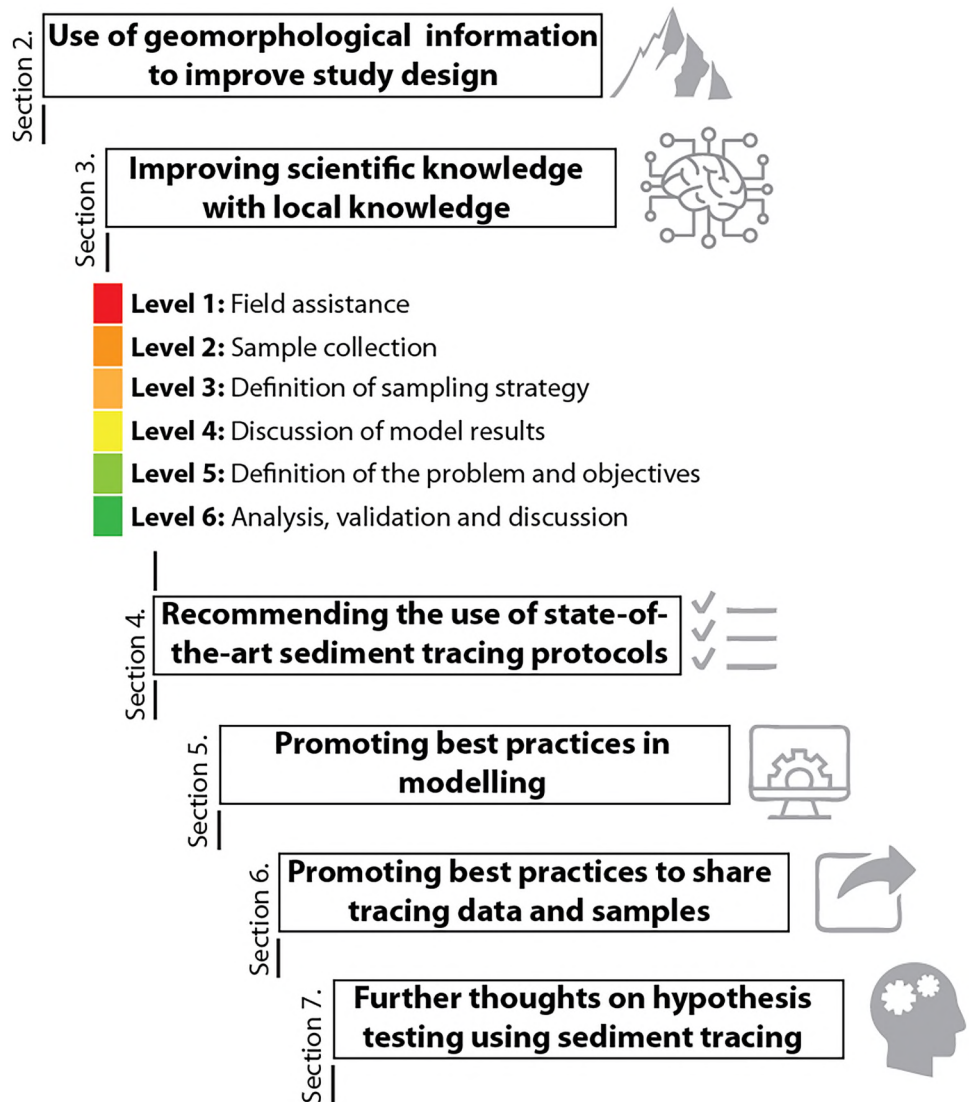 Section 2.
Use of geomorphological information
to improve study design
Section 3.
Improving scientific knowledge
with local knowledge
Level 1: Field assistance
Level 2: Sample collection
Level 3: Definition of sampling strategy
Level 4: Discussion of model results
Level 5: Definition of the problem and objectives
Level 6: Analysis, validation and discussion
Section 4.
Recommending the use of state-of-
the-art sediment tracing protocols
Section 5.
Promoting best practices in
modelling
Section 6.
Promoting best practices to share
tracing data and samples
Section 7.
Further thoughts on hypothesis
testing using sediment tracing